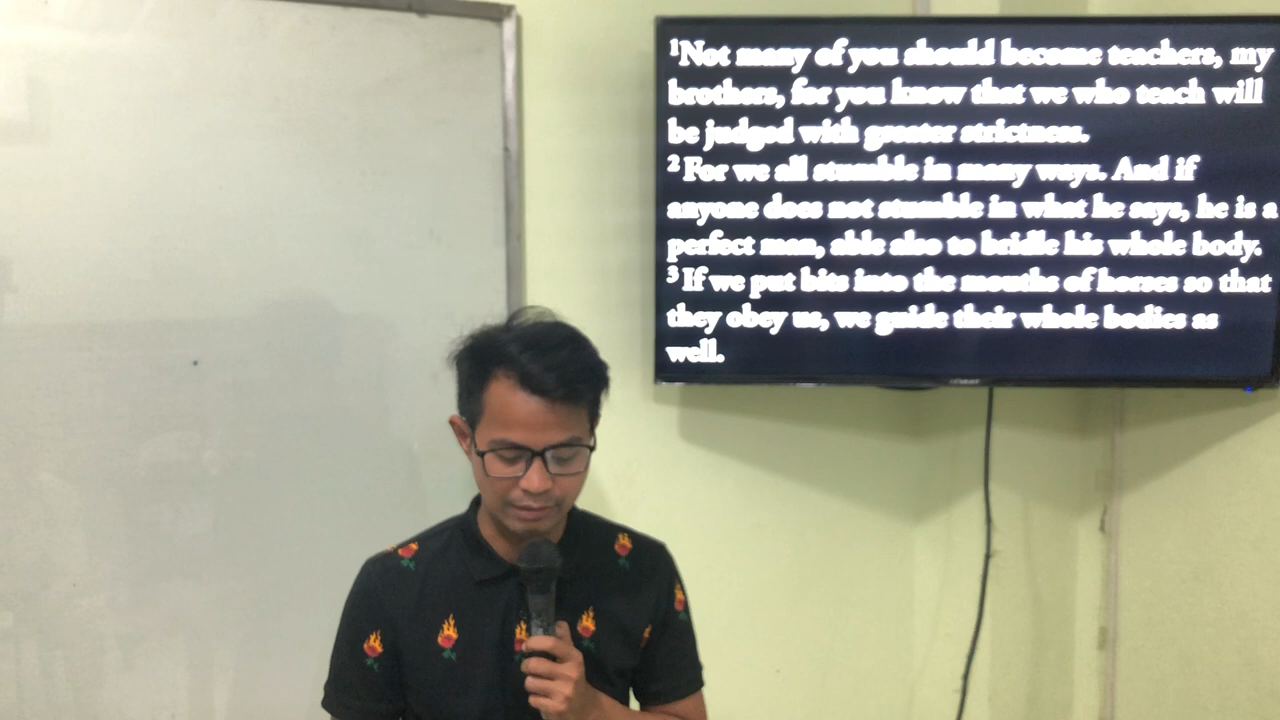 1Not many of you should become teachers, my
brothers, for you know that we who teach will
be judged with greater strictness.
2 For we all stumble in many ways. And if
anyone does not stumble in what he says, he is a
perfect man, able also to bridle his whole body.
3 If we put bits into the mouths of horses so that
they obey us, we guide their whole bodies as
well.